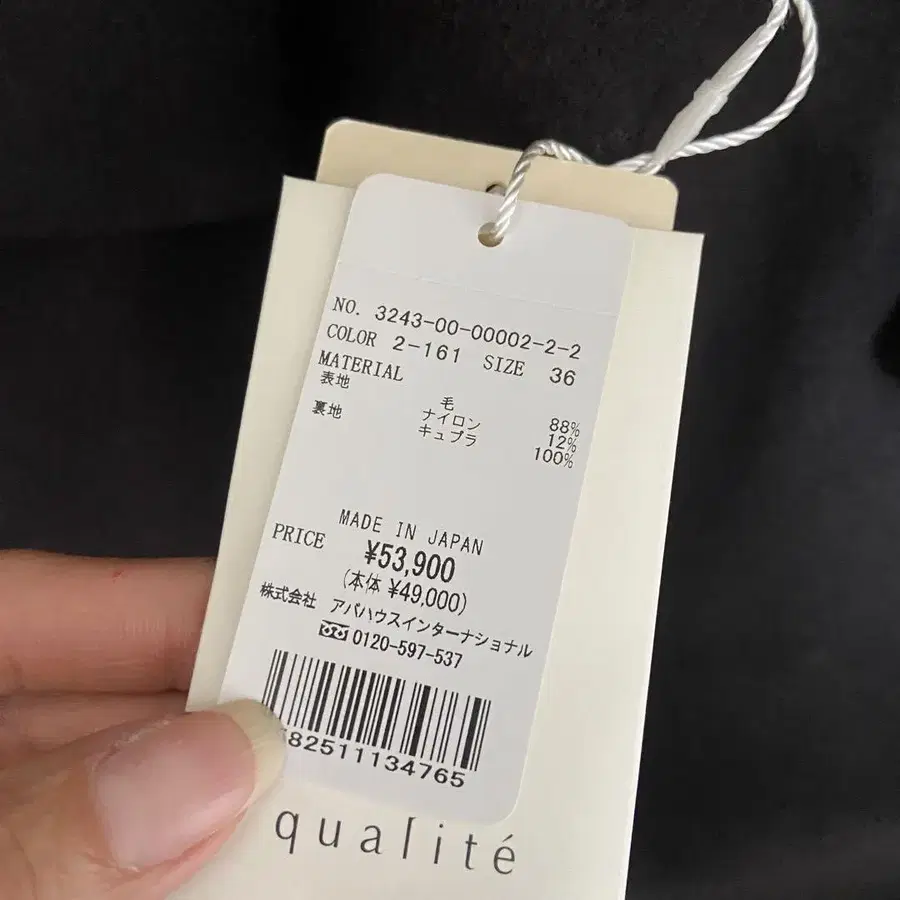 NO. 3243-00-00002-2-2
COLOR 2-161 SIZE 36
MATERIAL
表地 毛 88%
ナイロン 12%
裏地 キュプラ 100%
MADE IN JAPAN
PRICE ¥53,900
(本体 ¥49,000)
株式会社 アバハウスインターナショナル
0120-597-537
82511134765
qualité